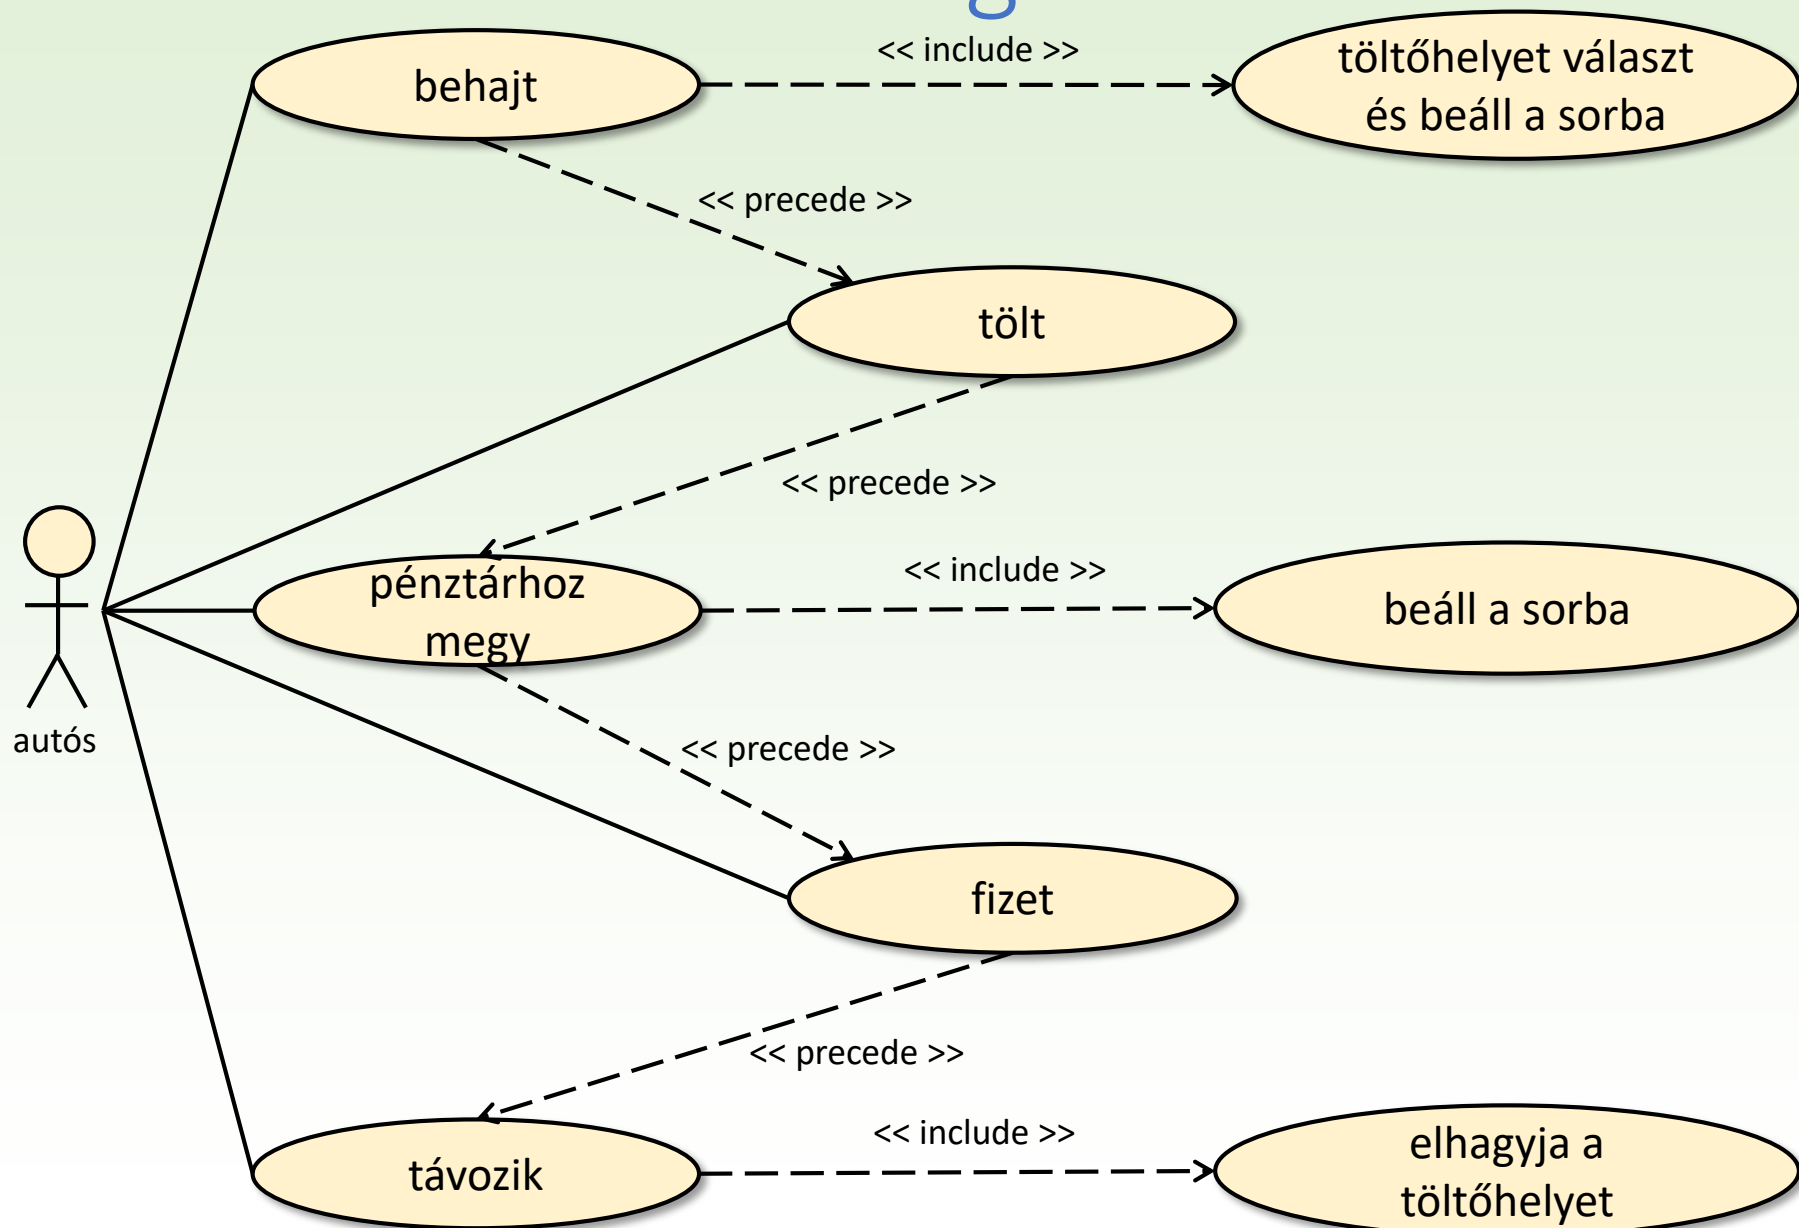 g
<< include >>
behajt
töltőhelyet választ
és beáll a sorba
<< precede >>
tölt
<< precede >>
pénztárhoz
megy
<< include >>
beáll a sorba
autós
<< precede >>
fizet
<< precede >>
távozik
<< include >>
elhagyja a
töltőhelyet